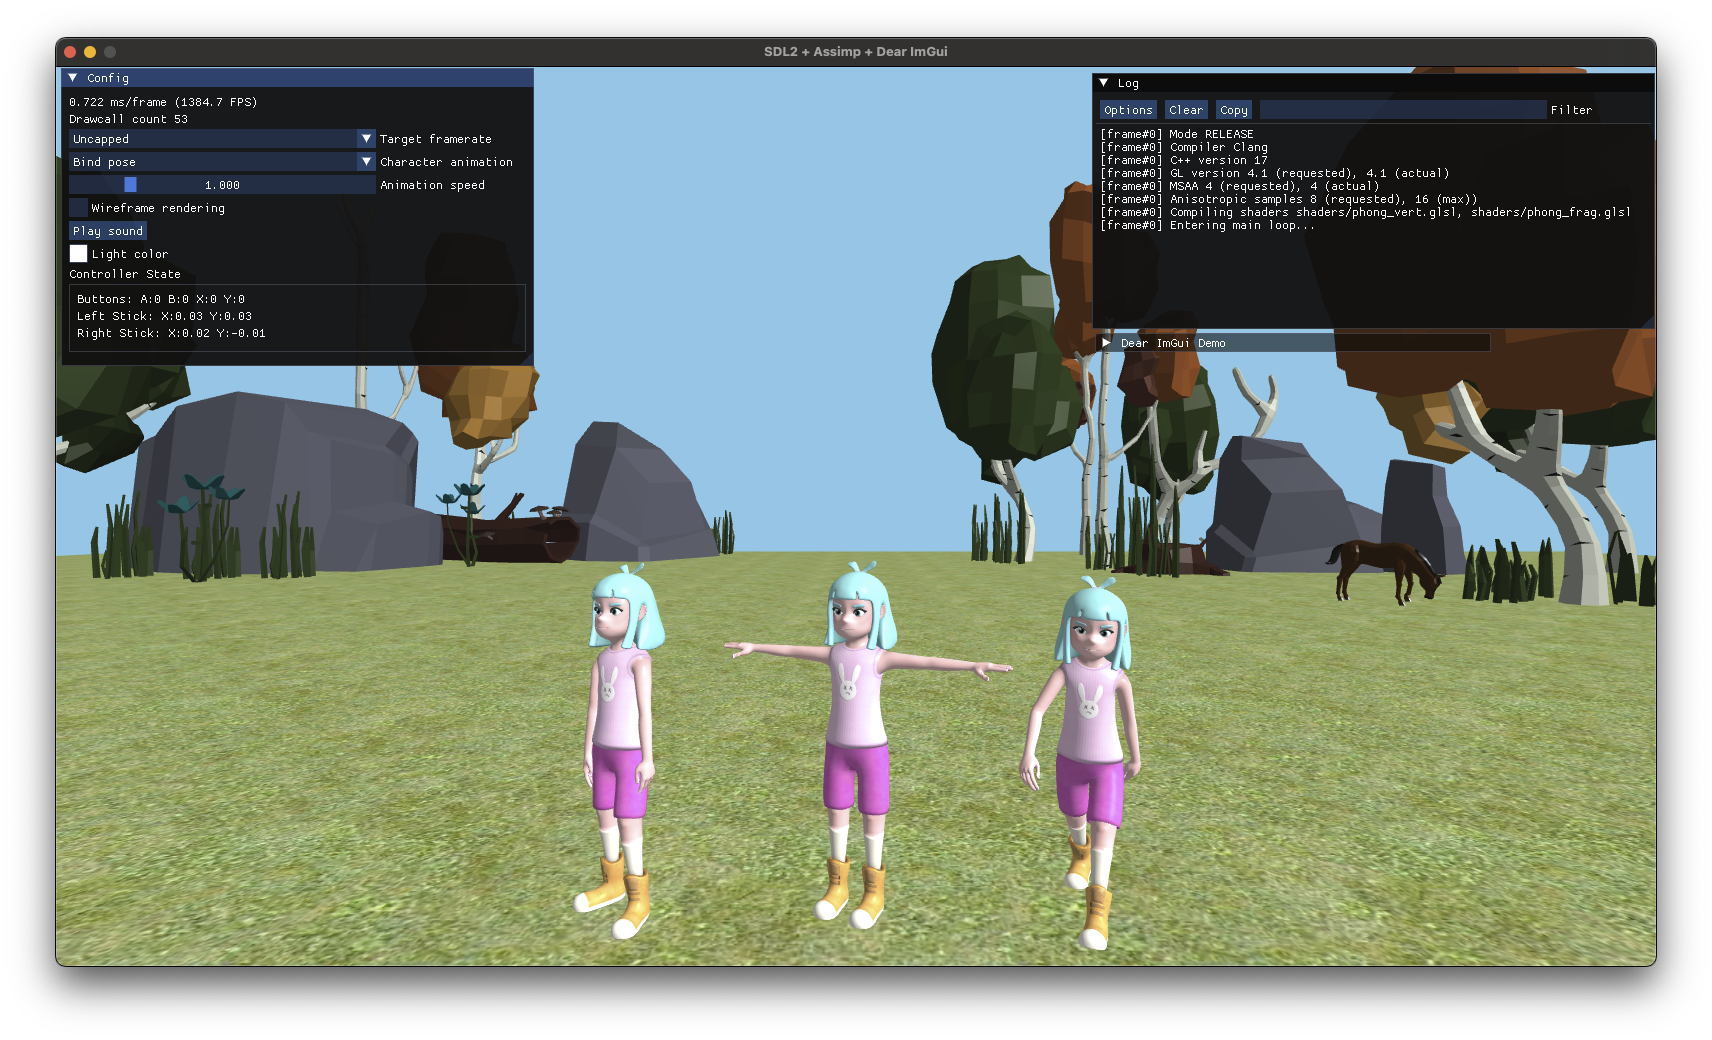 SDL2 + Assimp + Dear ImGui
Config
0.722 ms/frame (1384.7 FPS)
Drawcall count 53
Uncapped Target framerate
Bind pose Character animation
1.000 Animation speed
Wireframe rendering
Play sound
Light color
Controller State
Buttons: A:0 B:0 X:0 Y:0
Left Stick: X:0.03 Y:0.03
Right Stick: X:0.02 Y:-0.01
Log
Options Clear Copy Filter
[frame#0] Mode RELEASE
[frame#0] Compiler Clang
[frame#0] C++ version 17
[frame#0] GL version 4.1 (requested), 4.1 (actual)
[frame#0] MSAA 4 (requested), 4 (actual)
[frame#0] Anisotropic samples 8 (requested), 16 (max))
[frame#0] Compiling shaders shaders/phong_vert.glsl, shaders/phong_frag.glsl
[frame#0] Entering main loop...
Dear ImGui Demo